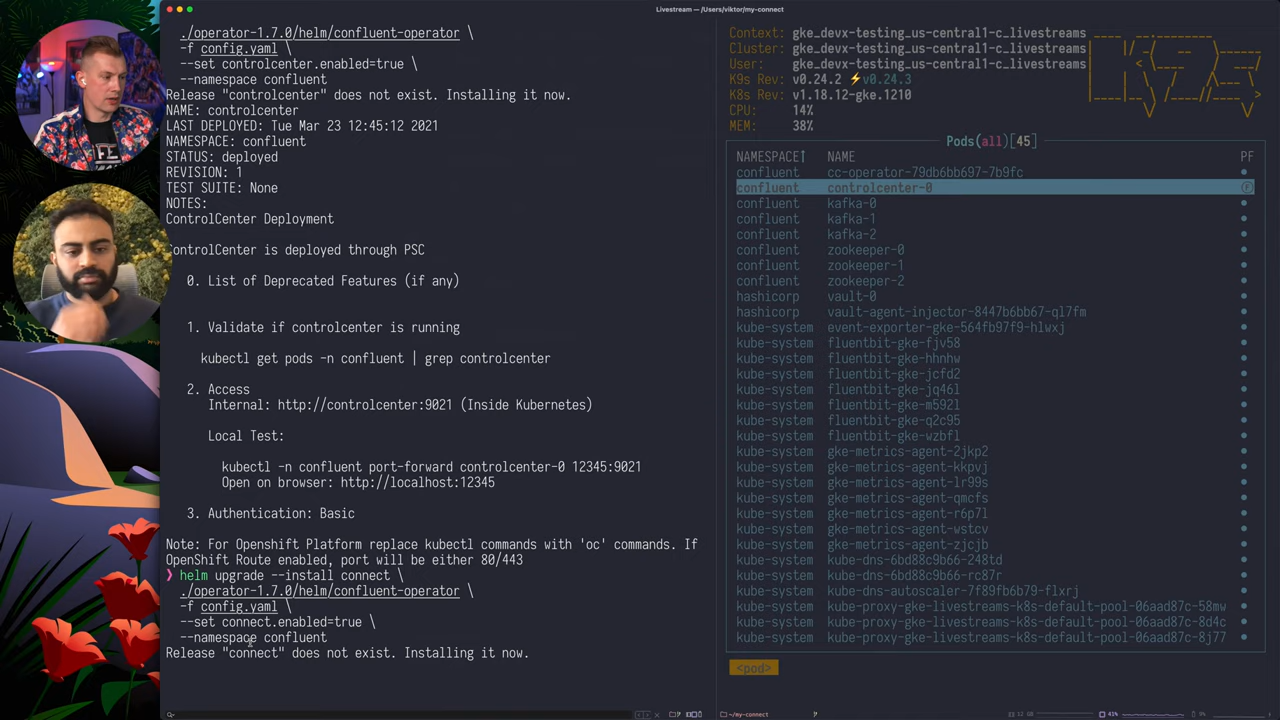 Livestream — /Users/viktor/my-connect
./operator-1.7.0/helm/confluent-operator \
-f config.yaml \
--set controlcenter.enabled=true \
--namespace confluent
Release "controlcenter" does not exist. Installing it now.
NAME: controlcenter
LAST DEPLOYED: Tue Mar 23 12:45:12 2021
NAMESPACE: confluent
STATUS: deployed
REVISION: 1
TEST SUITE: None
NOTES:
ControlCenter Deployment
ControlCenter is deployed through PSC
0. List of Deprecated Features (if any)
1. Validate if controlcenter is running
kubectl get pods -n confluent | grep controlcenter
2. Access
Internal: http://controlcenter:9021 (Inside Kubernetes)
Local Test:
kubectl -n confluent port-forward controlcenter-0 12345:9021
Open on browser: http://localhost:12345
3. Authentication: Basic
Note: For Openshift Platform replace kubectl commands with 'oc' commands. If
OpenShift Route enabled, port will be either 80/443
❯ helm upgrade --install connect \
./operator-1.7.0/helm/confluent-operator \
-f config.yaml \
--set connect.enabled=true \
--namespace confluent
Release "connect" does not exist. Installing it now.
Context: gke_devx-testing_us-central1-c_livestreams
Cluster: gke_devx-testing_us-central1-c_livestreams
User: gke_devx-testing_us-central1-c_livestreams
K9s Rev: v0.24.2 ⚡v0.24.3
K8s Rev: v1.18.12-gke.1210
CPU: 14%
MEM: 38%
Pods(all)[45]
NAMESPACE↑ NAME PF
confluent cc-operator-79db6bb697-7b9fc ●
confluent controlcenter-0 Ⓕ
confluent kafka-0 ●
confluent kafka-1 ●
confluent kafka-2 ●
confluent zookeeper-0 ●
confluent zookeeper-1 ●
confluent zookeeper-2 ●
hashicorp vault-0 ●
hashicorp vault-agent-injector-8447b6bb67-ql7fm ●
kube-system event-exporter-gke-564fb97f9-hlwxj ●
kube-system fluentbit-gke-fjv58 ●
kube-system fluentbit-gke-hhnhw ●
kube-system fluentbit-gke-jcfd2 ●
kube-system fluentbit-gke-jq46l ●
kube-system fluentbit-gke-m592l ●
kube-system fluentbit-gke-q2c95 ●
kube-system fluentbit-gke-wzbfl ●
kube-system gke-metrics-agent-2jkp2 ●
kube-system gke-metrics-agent-kkpvj ●
kube-system gke-metrics-agent-lr99s ●
kube-system gke-metrics-agent-qmcfs ●
kube-system gke-metrics-agent-r6p7l ●
kube-system gke-metrics-agent-wstcv ●
kube-system gke-metrics-agent-zjcjb ●
kube-system kube-dns-6bd88c9b66-248td ●
kube-system kube-dns-6bd88c9b66-rc87r ●
kube-system kube-dns-autoscaler-7f89fb6b79-flxrj ●
kube-system kube-proxy-gke-livestreams-k8s-default-pool-06aad87c-58mw ●
kube-system kube-proxy-gke-livestreams-k8s-default-pool-06aad87c-8d4c ●
kube-system kube-proxy-gke-livestreams-k8s-default-pool-06aad87c-8j77 ●
<pod>
~/my-connect
41%